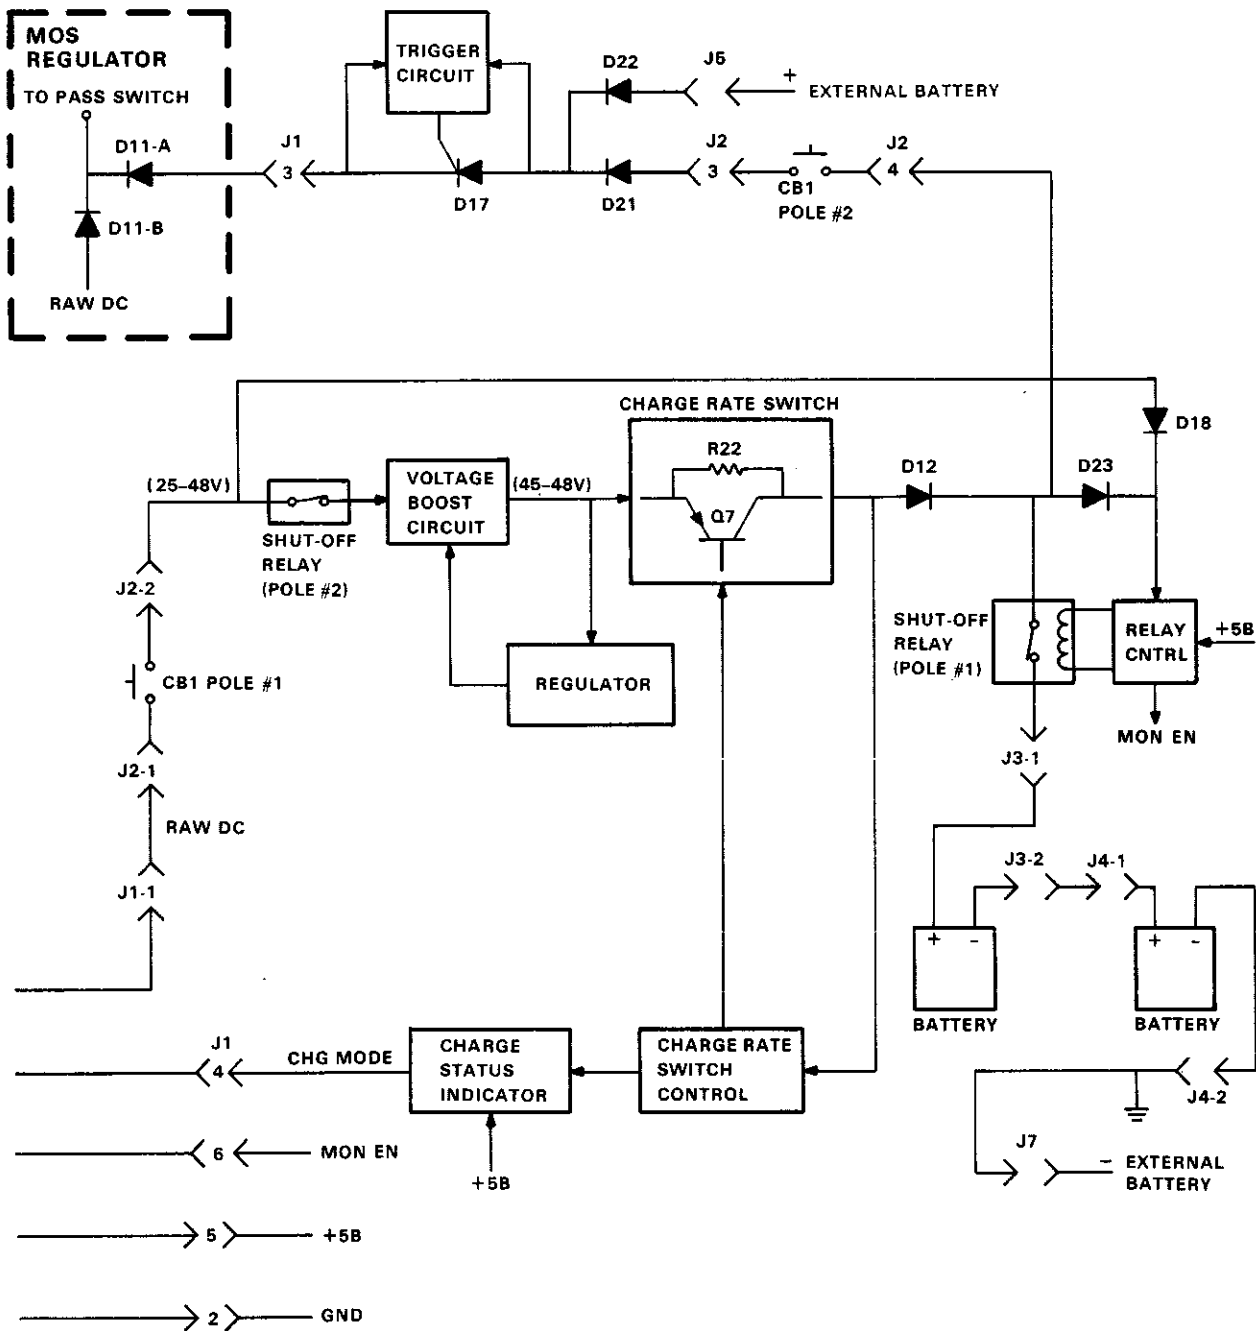 MOS
REGULATOR
TO PASS SWITCH
D11-A
D11-B
RAW DC
J1
3
TRIGGER
CIRCUIT
D17
D22
J5
+
EXTERNAL BATTERY
D21
J2
3
CB1
POLE #2
J2
4
CHARGE RATE SWITCH
R22
Q7
D18
D12
D23
(25-48V)
SHUT-OFF
RELAY
(POLE #2)
VOLTAGE
BOOST
CIRCUIT
(45-48V)
REGULATOR
J2-2
CB1 POLE #1
J2-1
RAW DC
J1-1
SHUT-OFF
RELAY
(POLE #1)
RELAY
CNTRL
+5B
MON EN
J3-1
J3-2
J4-1
+ -
BATTERY
+ -
BATTERY
J4-2
J7
-
EXTERNAL
BATTERY
J1
4
CHG MODE
CHARGE
STATUS
INDICATOR
+5B
CHARGE RATE
SWITCH
CONTROL
6 MON EN
5 +5B
2 GND